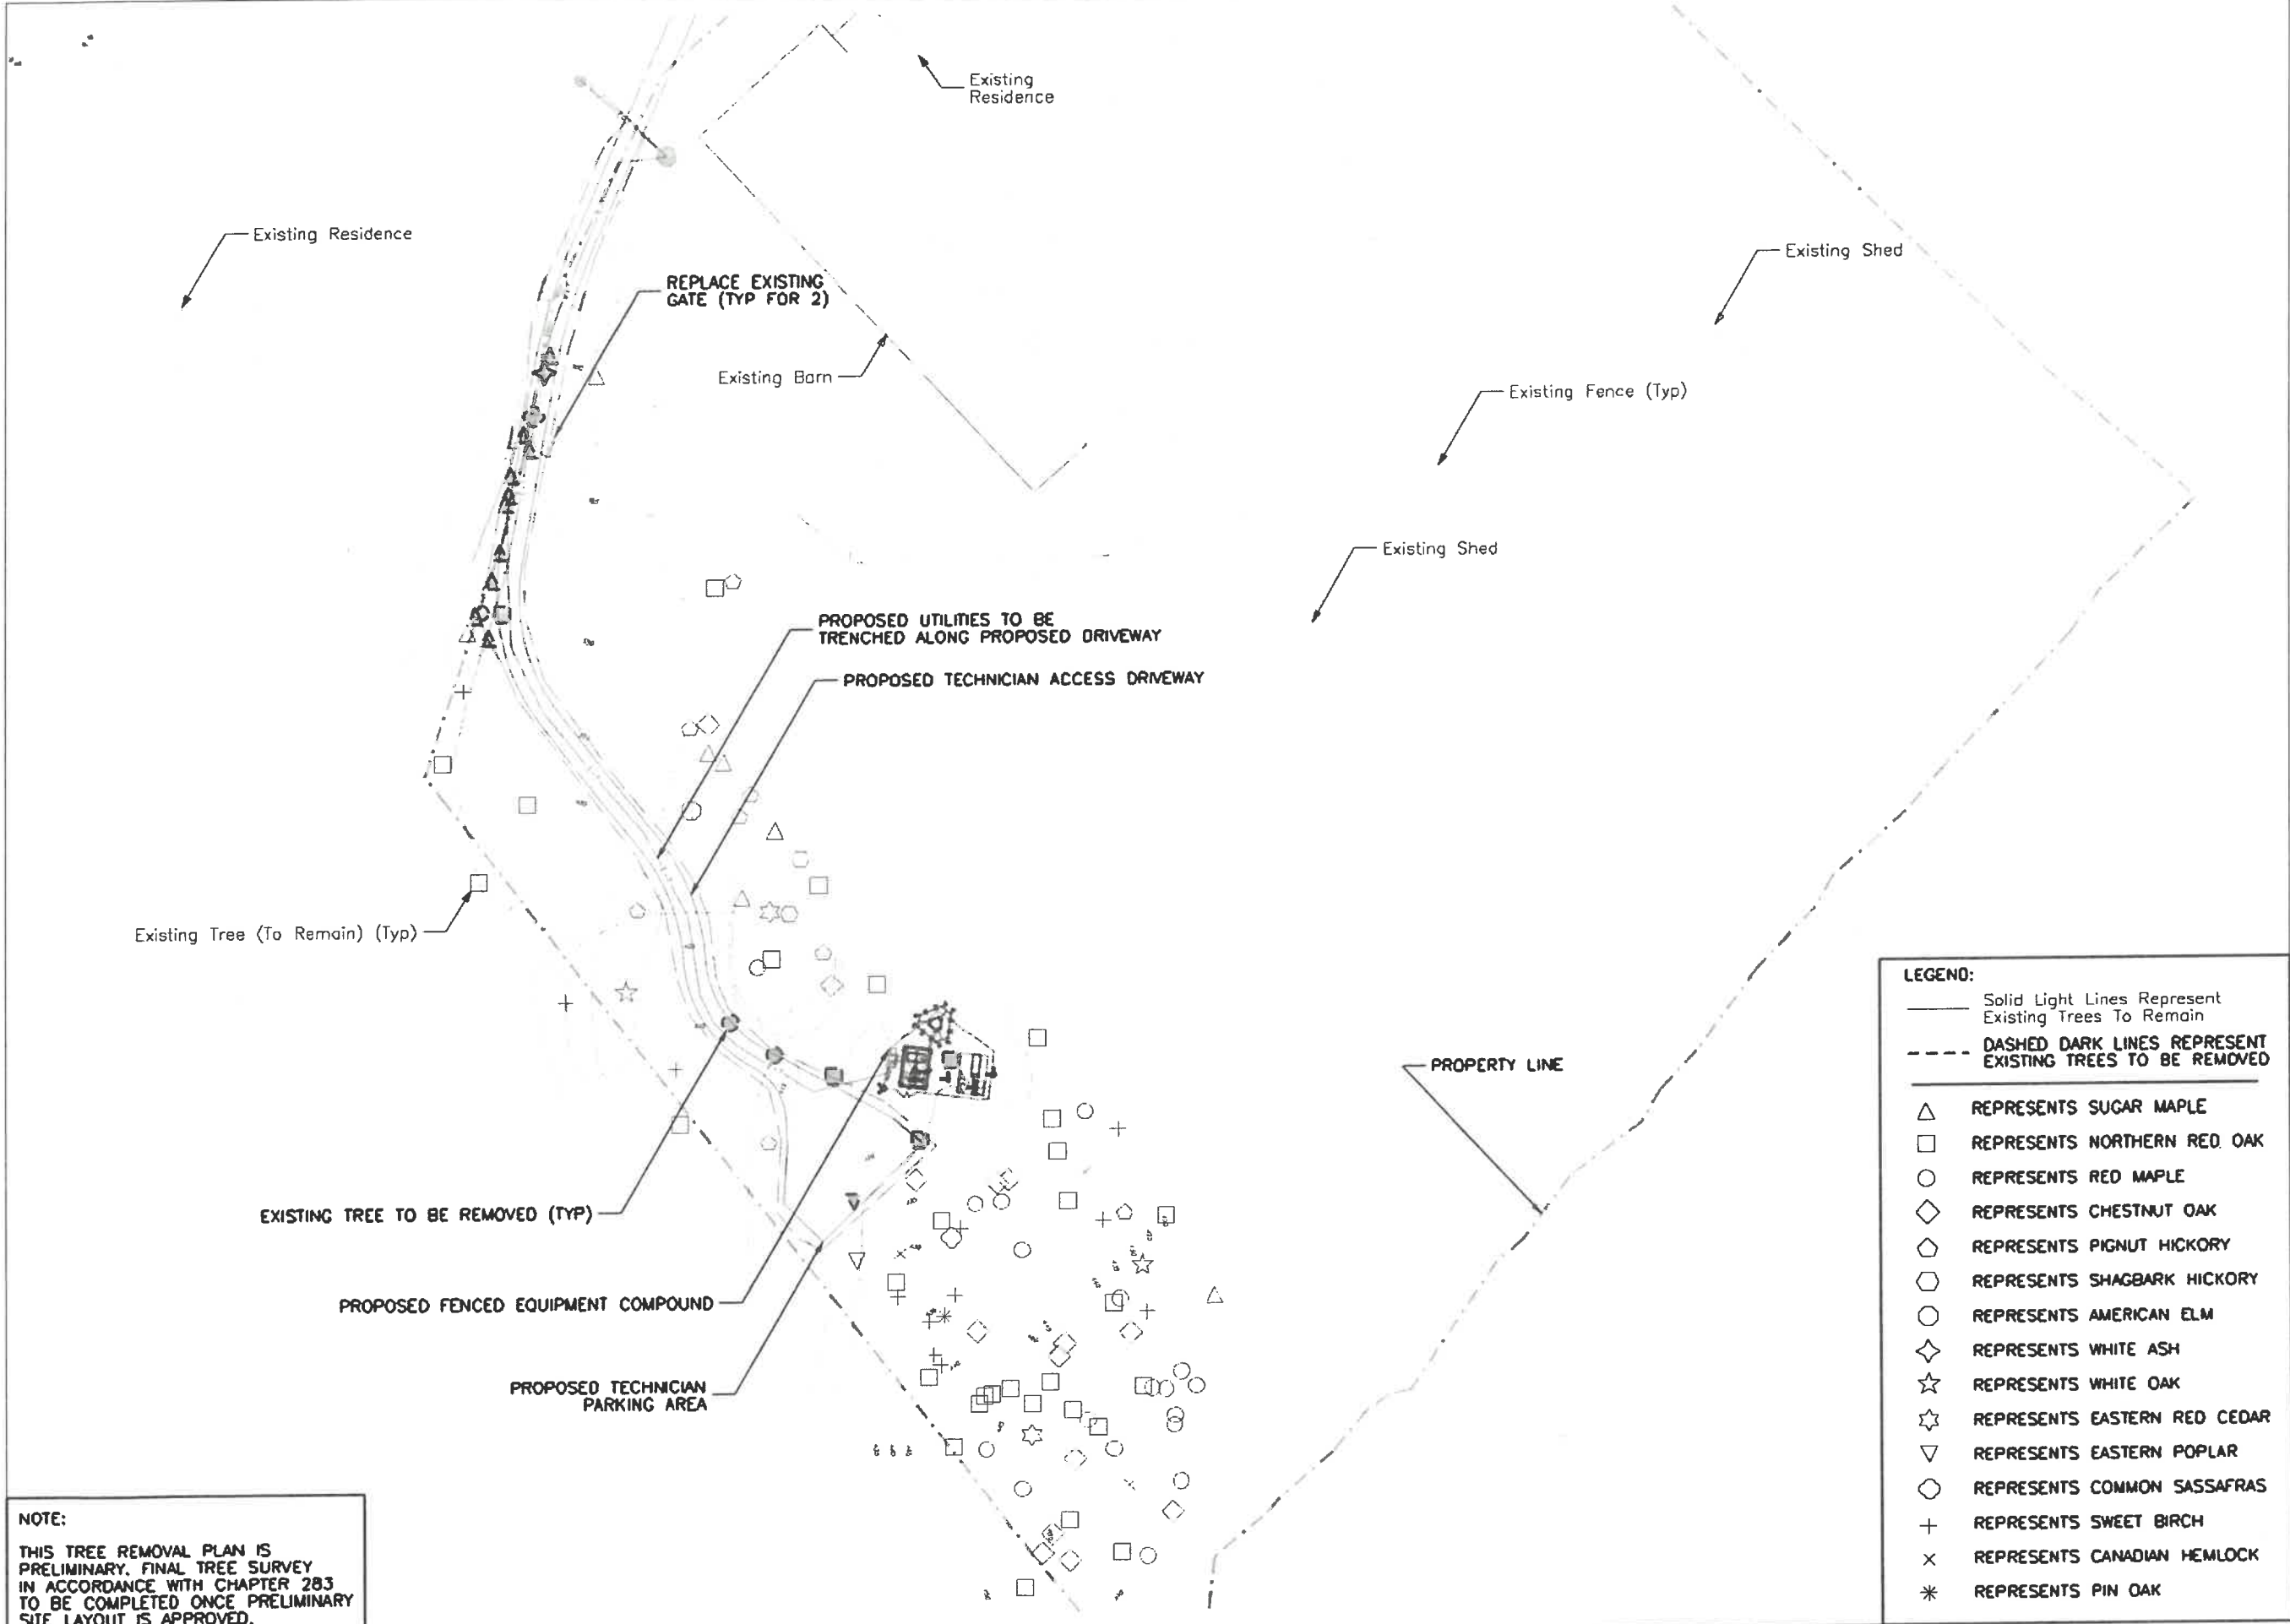 Existing
Residence
Existing Residence
Existing Shed
REPLACE EXISTING
GATE (TYP FOR 2)
Existing Barn
Existing Fence (Typ)
Existing Shed
PROPOSED UTILITIES TO BE
TRENCHED ALONG PROPOSED DRIVEWAY
PROPOSED TECHNICIAN ACCESS DRIVEWAY
Existing Tree (To Remain) (Typ)
PROPERTY LINE
EXISTING TREE TO BE REMOVED (TYP)
PROPOSED FENCED EQUIPMENT COMPOUND
PROPOSED TECHNICIAN
PARKING AREA
LEGEND:
Solid Light Lines Represent
Existing Trees To Remain
DASHED DARK LINES REPRESENT
EXISTING TREES TO BE REMOVED
REPRESENTS SUGAR MAPLE
REPRESENTS NORTHERN RED OAK
REPRESENTS RED MAPLE
REPRESENTS CHESTNUT OAK
REPRESENTS PIGNUT HICKORY
REPRESENTS SHAGBARK HICKORY
REPRESENTS AMERICAN ELM
REPRESENTS WHITE ASH
REPRESENTS WHITE OAK
REPRESENTS EASTERN RED CEDAR
REPRESENTS EASTERN POPLAR
REPRESENTS COMMON SASSAFRAS
REPRESENTS SWEET BIRCH
REPRESENTS CANADIAN HEMLOCK
REPRESENTS PIN OAK
NOTE:
THIS TREE REMOVAL PLAN IS
PRELIMINARY. FINAL TREE SURVEY
IN ACCORDANCE WITH CHAPTER 283
TO BE COMPLETED ONCE PRELIMINARY
SITE LAYOUT IS APPROVED.